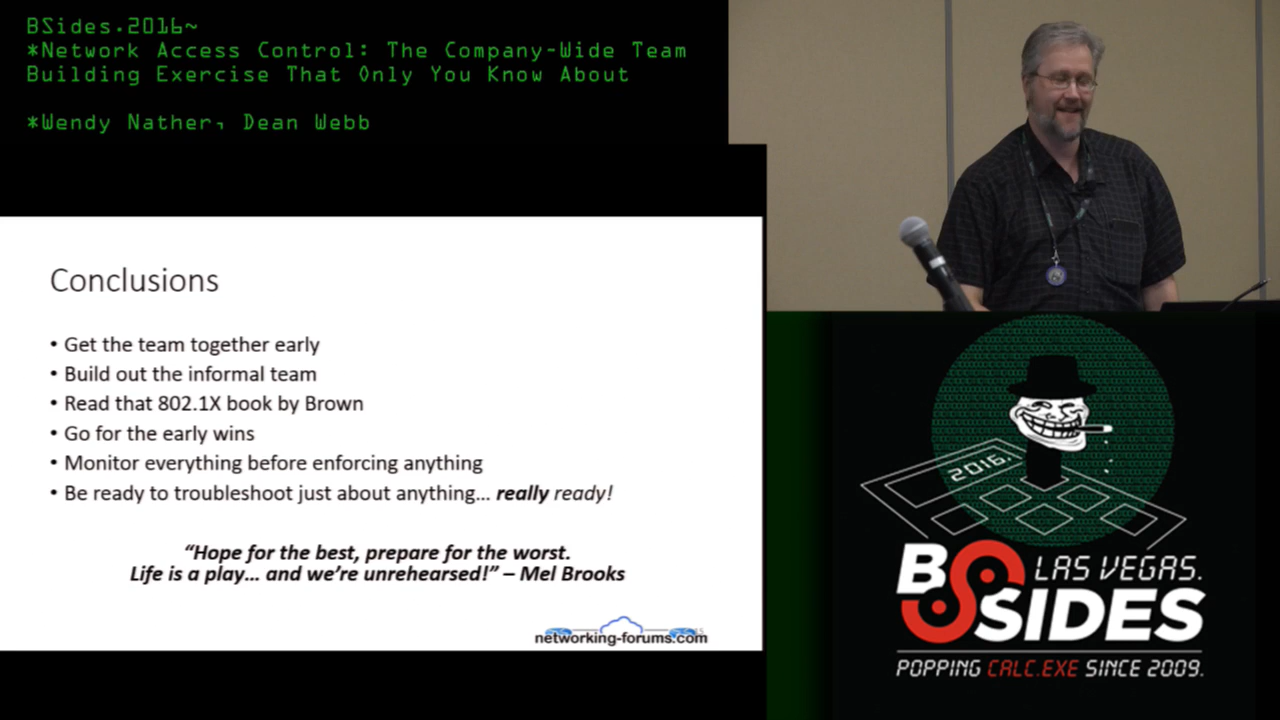 BSides.2016~
*Network Access Control: The Company-Wide Team
Building Exercise That Only You Know About
*Wendy Nather, Dean Webb
Conclusions
• Get the team together early
• Build out the informal team
• Read that 802.1X book by Brown
• Go for the early wins
• Monitor everything before enforcing anything
• Be ready to troubleshoot just about anything… really ready!
“Hope for the best, prepare for the worst.
Life is a play… and we’re unrehearsed!” – Mel Brooks
networking-forums.com
2016.
BSIDES
LAS VEGAS.
POPPING CALC.EXE SINCE 2009.